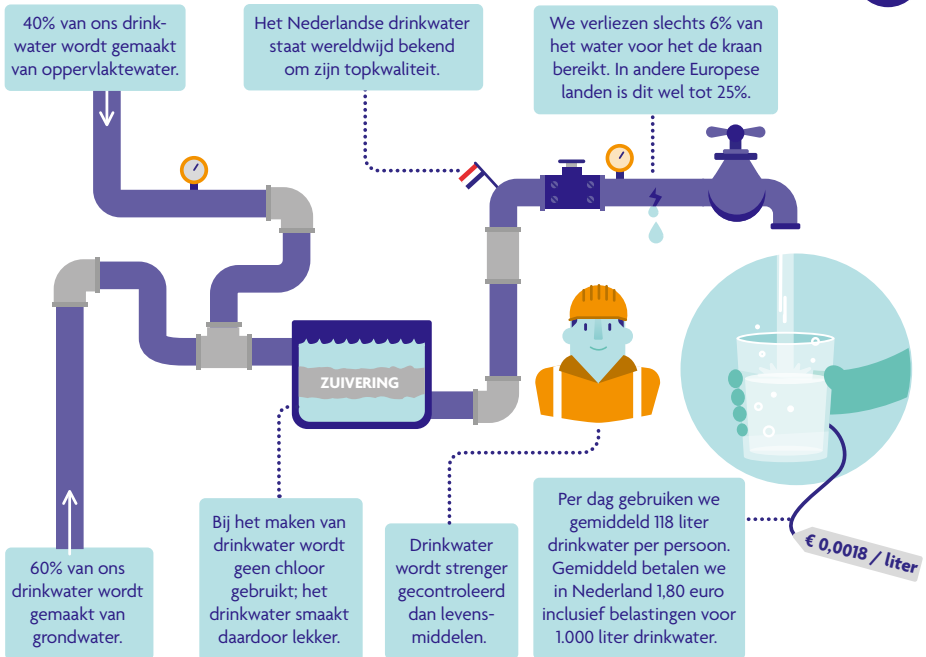 40% van ons drink-
water wordt gemaakt
van oppervlaktewater.
Het Nederlandse drinkwater
staat wereldwijd bekend
om zijn topkwaliteit.
We verliezen slechts 6% van
het water voor het de kraan
bereikt. In andere Europese
landen is dit wel tot 25%.
ZUIVERING
60% van ons
drinkwater wordt
gemaakt van
grondwater.
Bij het maken van
drinkwater wordt
geen chloor
gebruikt; het
drinkwater smaakt
daardoor lekker.
Drinkwater
wordt strenger
gecontroleerd
dan levens-
middelen.
Per dag gebruiken we
gemiddeld 118 liter
drinkwater per persoon.
Gemiddeld betalen we
in Nederland 1,80 euro
inclusief belastingen voor
1.000 liter drinkwater.
€ 0,0018 / liter